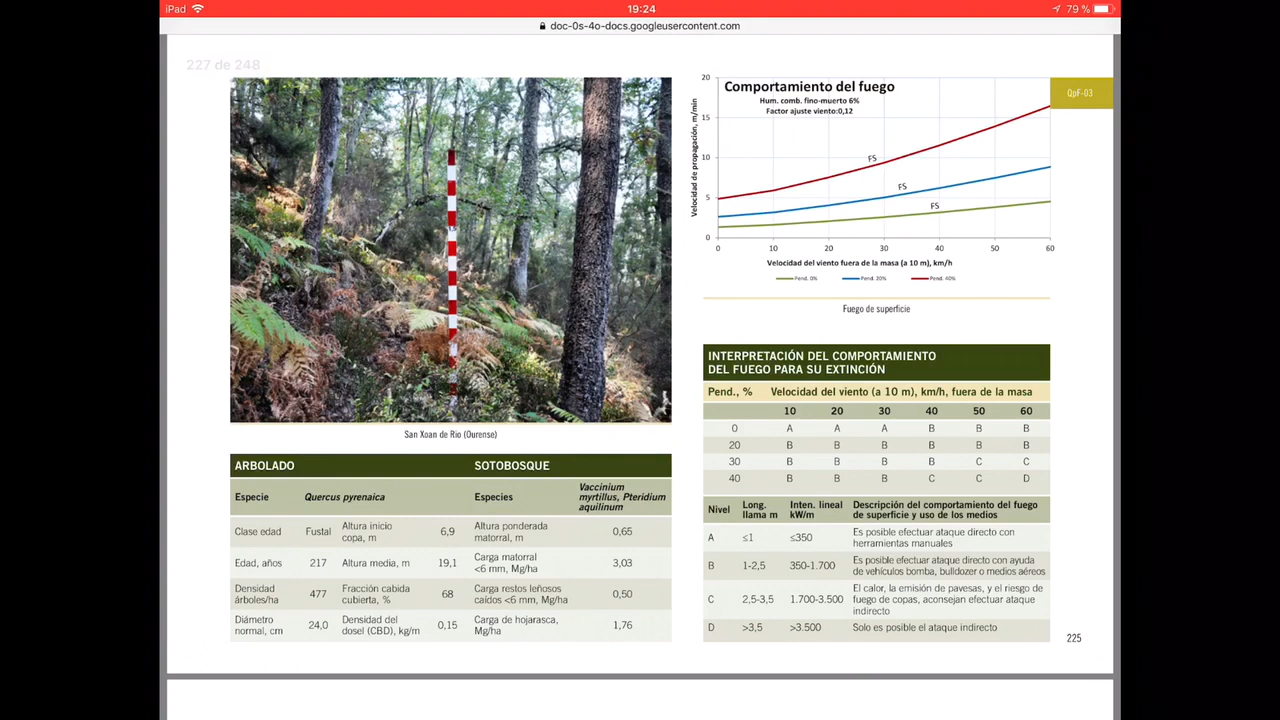 iPad
19:24
79 %
doc-0s-4o-docs.googleusercontent.com
227 de 248
San Xoan de Rio (Ourense)
ARBOLADO SOTOBOSQUE
Especie Quercus pyrenaica Especies Vaccinium myrtillus, Pteridium aquilinum
Clase edad Fustal Altura inicio copa, m 6,9 Altura ponderada matorral, m 0,65
Edad, años 217 Altura media, m 19,1 Carga matorral <6 mm, Mg/ha 3,03
Densidad árboles/ha 477 Fracción cabida cubierta, % 68 Carga restos leñosos caídos <6 mm, Mg/ha 0,50
Diámetro normal, cm 24,0 Densidad del dosel (CBD), kg/m 0,15 Carga de hojarasca, Mg/ha 1,76
QpF-03
Comportamiento del fuego
Hum. comb. fino-muerto 6%
Factor ajuste viento:0,12
Velocidad de propagación, m/min
20
15
10
5
0
FS
FS
FS
0 10 20 30 40 50 60
Velocidad del viento fuera de la masa (a 10 m), km/h
Pend. 0% Pend. 20% Pend. 40%
Fuego de superficie
INTERPRETACIÓN DEL COMPORTAMIENTO
DEL FUEGO PARA SU EXTINCIÓN
Pend., % Velocidad del viento (a 10 m), km/h, fuera de la masa
10 20 30 40 50 60
0 A A A B B B
20 B B B B B B
30 B B B B C C
40 B B B C C D
Nivel Long. llama m Inten. lineal kW/m Descripción del comportamiento del fuego de superficie y uso de los medios
A ≤1 ≤350 Es posible efectuar ataque directo con herramientas manuales
B 1-2,5 350-1.700 Es posible efectuar ataque directo con ayuda de vehículos bomba, bulldozer o medios aéreos
C 2,5-3,5 1.700-3.500 El calor, la emisión de pavesas, y el riesgo de fuego de copas, aconsejan efectuar ataque indirecto
D >3,5 >3.500 Solo es posible el ataque indirecto
225